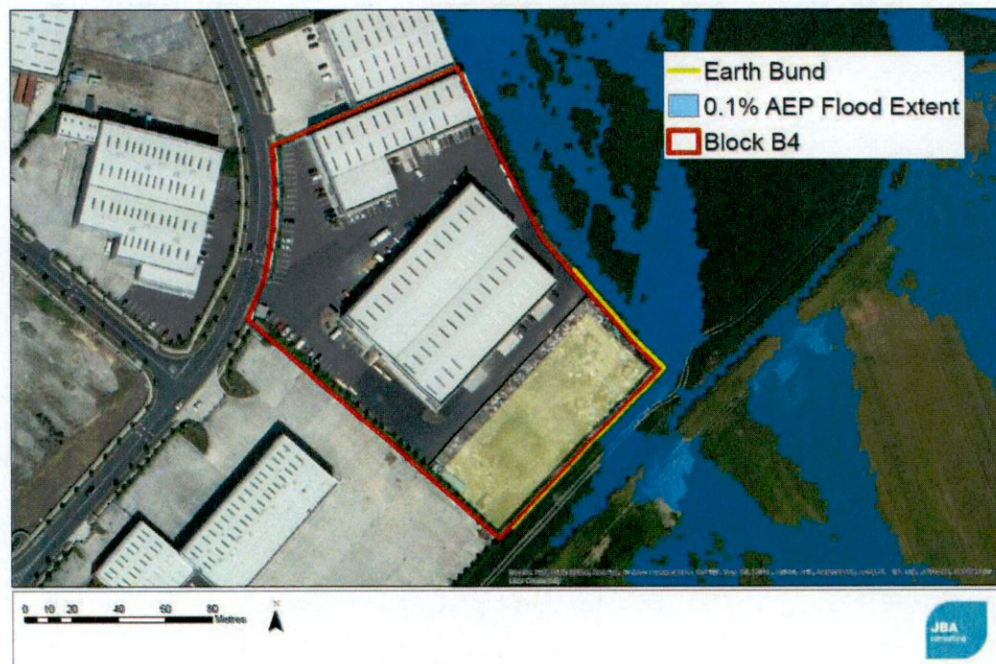 Earth Bund
0.1% AEP Flood Extent
Block B4
0 10 20 40 60 80
Metres
JBA
consulting